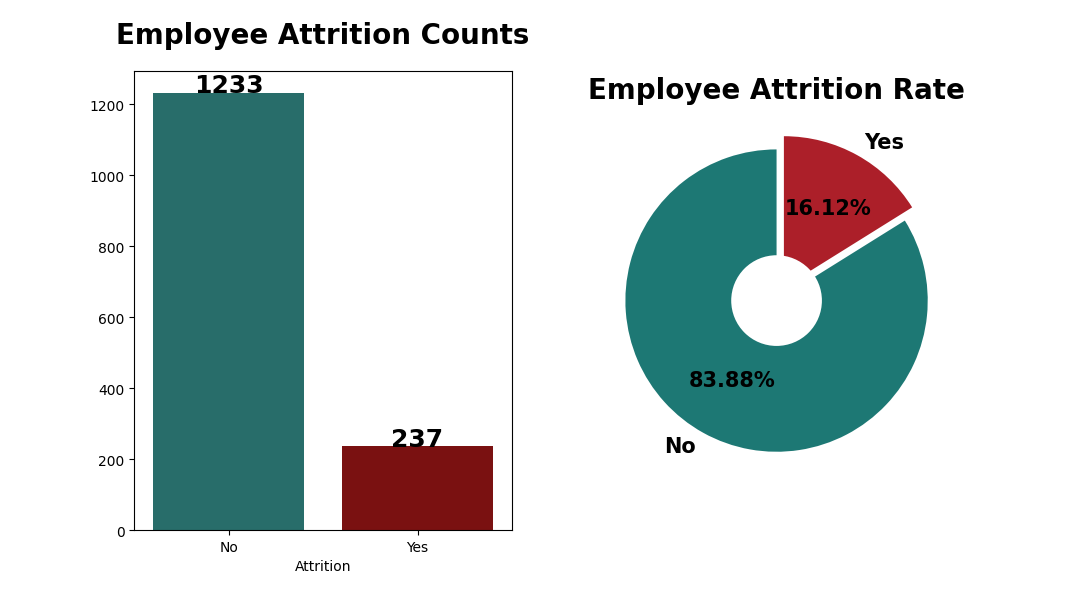 Employee Attrition Counts
1233
1200
1000
800
600
400
237
200
0
No
Yes
Attrition
Employee Attrition Rate
Yes
16.12%
83.88%
No